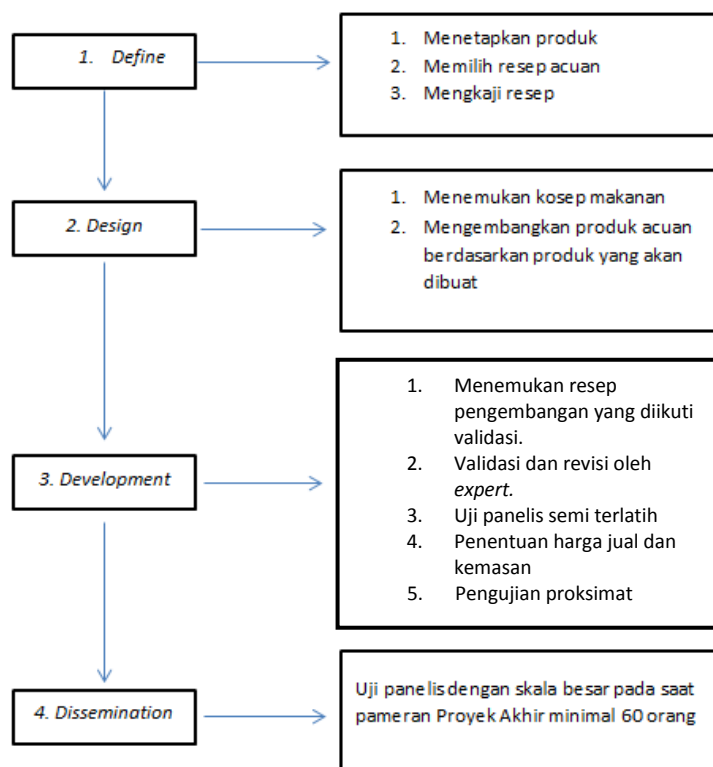 1. Define
1. Menetapkan produk
2. Memilih resep acuan
3. Mengkaji resep
2. Design
1. Menemukan kosep makanan
2. Mengembangkan produk acuan
berdasarkan produk yang akan
dibuat
3. Development
1. Menemukan resep
pengembangan yang diikuti
validasi.
2. Validasi dan revisi oleh
expert.
3. Uji panelis semi terlatih
4. Penentuan harga jual dan
kemasan
5. Pengujian proksimat
4. Dissemination
Uji panelis dengan skala besar pada saat
pameran Proyek Akhir minimal 60 orang